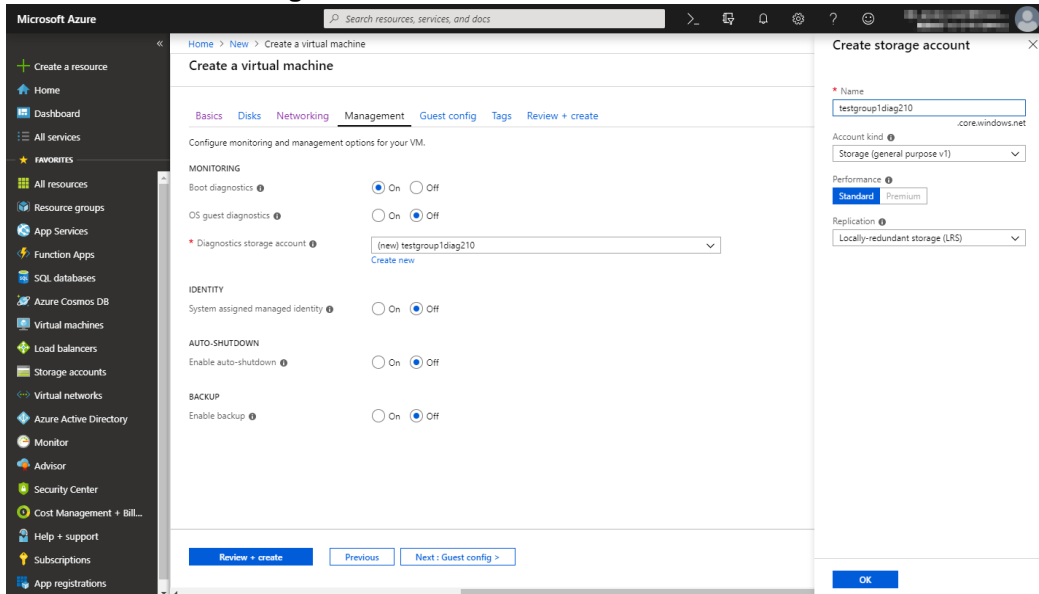 Microsoft Azure
Search resources, services, and docs
Create a resource
Home
Dashboard
All services
FAVORITES
All resources
Resource groups
App Services
Function Apps
SQL databases
Azure Cosmos DB
Virtual machines
Load balancers
Storage accounts
Virtual networks
Azure Active Directory
Monitor
Advisor
Security Center
Cost Management + Bill...
Help + support
Subscriptions
App registrations
Home > New > Create a virtual machine
Create a virtual machine
Basics Disks Networking Management Guest config Tags Review + create
Configure monitoring and management options for your VM.
MONITORING
Boot diagnostics On Off
OS guest diagnostics On Off
* Diagnostics storage account (new) testgroup1diag210
Create new
IDENTITY
System assigned managed identity On Off
AUTO-SHUTDOWN
Enable auto-shutdown On Off
BACKUP
Enable backup On Off
Review + create Previous Next : Guest config >
Create storage account
* Name
testgroup1diag210
.core.windows.net
Account kind
Storage (general purpose v1)
Performance
Standard Premium
Replication
Locally-redundant storage (LRS)
OK